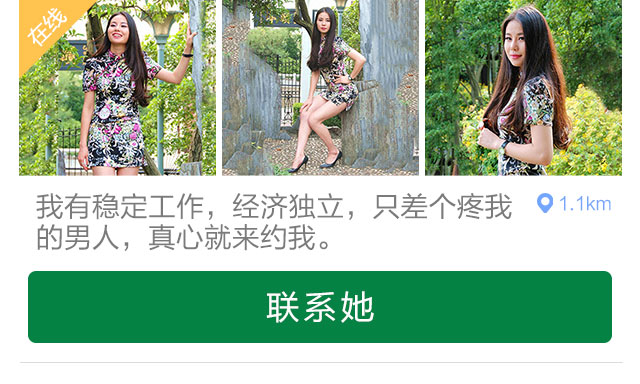 在线
我有稳定工作，经济独立，只差个疼我
1.1km
的男人，真心就来约我。
联系她